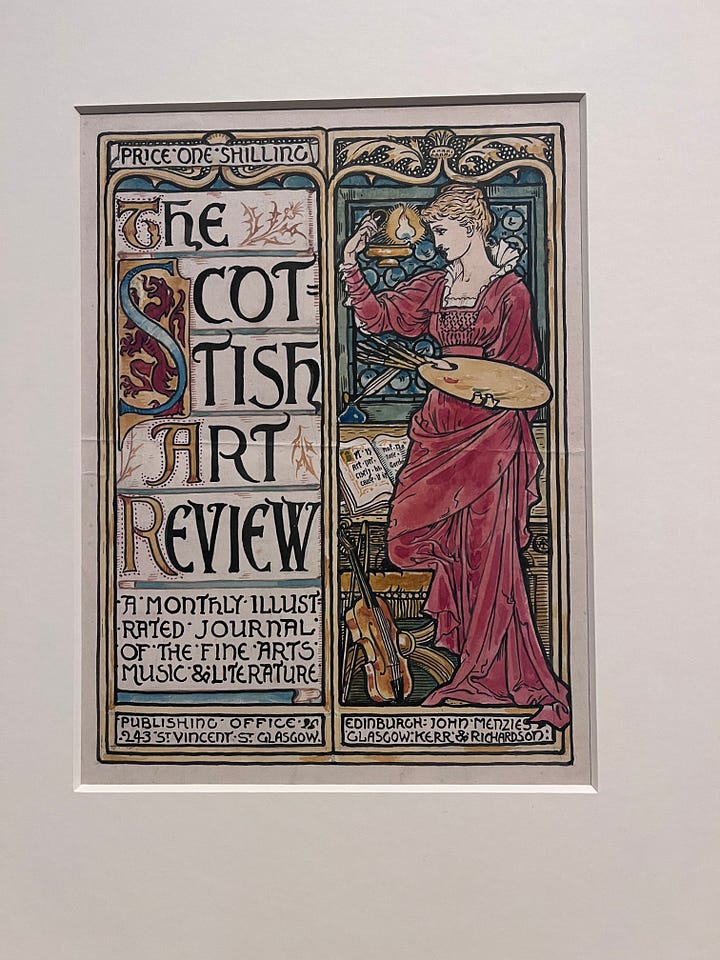 PRICE·ONE·SHILLING
THE
SCOT=
TISH
ART
REVIEW
A·MONTHLY·ILLUST
RATED·JOURNAL·
OF·THE·FINE·ARTS
MUSIC·&·LITERATURE
PUBLISHING·OFFICE·
243·ST·VINCENT·ST·GLASGOW·
EDINBURGH:JOHN·MENZIES
GLASGOW:KERR·&·RICHARDSON: